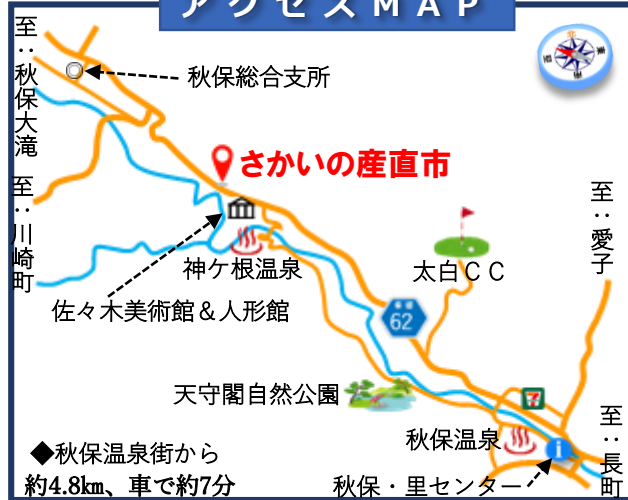 アクセスMAP
至：秋保大滝
秋保総合支所
さかいの産直市
至：川崎町
至：愛子
神ケ根温泉
太白CC
佐々木美術館＆人形館
62
天守閣自然公園
7
秋保温泉
i
至：長町
◆秋保温泉街から
約4.8㎞、車で約7分
秋保・里センター